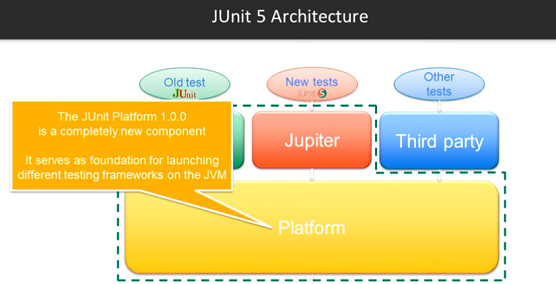 JUnit 5 Architecture
Old test
JUnit
New tests
jUnit 5
Other
tests
The JUnit Platform 1.0.0
is a completely new component
It serves as foundation for launching
different testing frameworks on the JVM
Jupiter
Third party
Platform